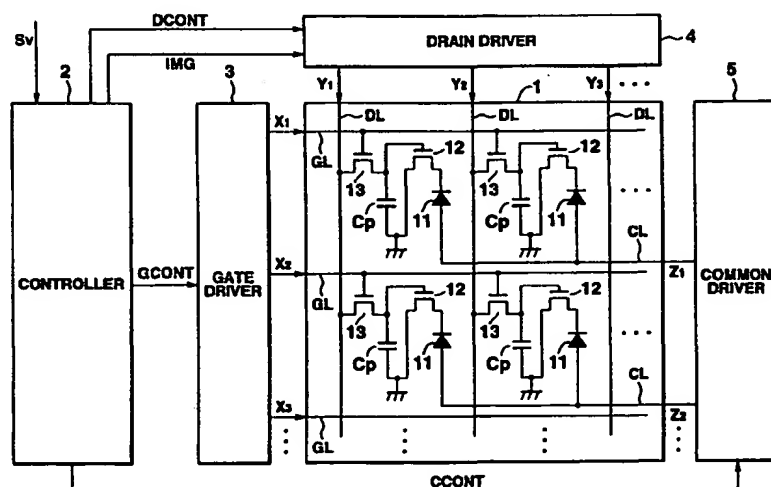 DCONT
Sv
IMG
DRAIN DRIVER
4
2
3
Y1
Y2
1
Y3
...
5
X1
DL
DL
DL
GL
12
12
13
13
Cp
11
Cp
11
...
CL
CONTROLLER
GCONT
GATE DRIVER
X2
Z1
COMMON DRIVER
GL
12
12
13
13
Cp
11
Cp
11
...
CL
X3
Z2
GL
CCONT